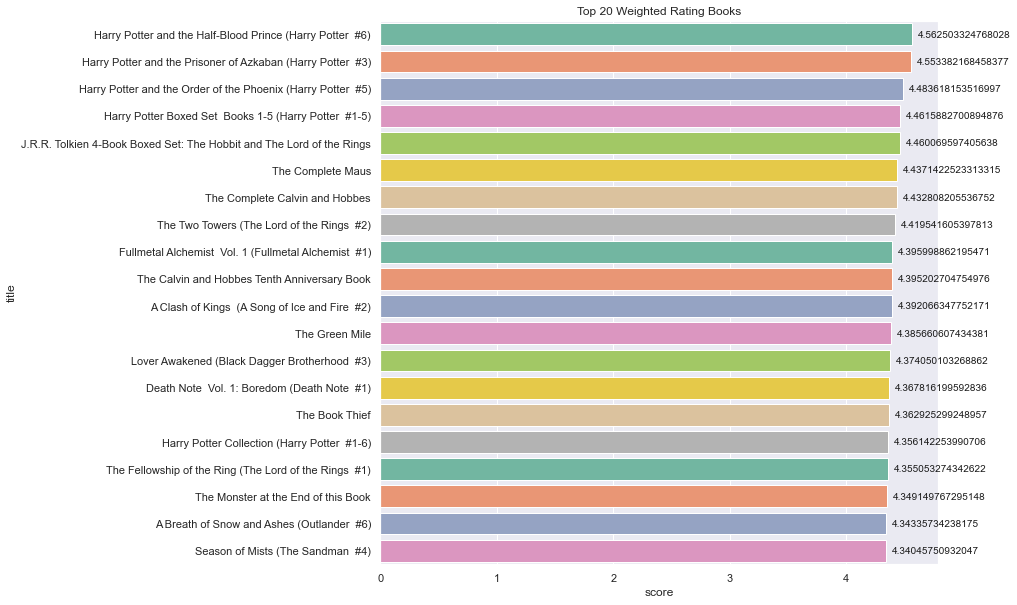 Top 20 Weighted Rating Books
Harry Potter and the Half-Blood Prince (Harry Potter #6) 4.562503324768028
Harry Potter and the Prisoner of Azkaban (Harry Potter #3) 4.553382168458377
Harry Potter and the Order of the Phoenix (Harry Potter #5) 4.483618153516997
Harry Potter Boxed Set Books 1-5 (Harry Potter #1-5) 4.4615882700894876
J.R.R. Tolkien 4-Book Boxed Set: The Hobbit and The Lord of the Rings 4.460069597405638
The Complete Maus 4.4371422523313315
The Complete Calvin and Hobbes 4.432808205536752
The Two Towers (The Lord of the Rings #2) 4.419541605397813
Fullmetal Alchemist Vol. 1 (Fullmetal Alchemist #1) 4.395998862195471
The Calvin and Hobbes Tenth Anniversary Book 4.395202704754976
A Clash of Kings (A Song of Ice and Fire #2) 4.392066347752171
The Green Mile 4.385660607434381
Lover Awakened (Black Dagger Brotherhood #3) 4.374050103268862
Death Note Vol. 1: Boredom (Death Note #1) 4.367816199592836
The Book Thief 4.362925299248957
Harry Potter Collection (Harry Potter #1-6) 4.356142253990706
The Fellowship of the Ring (The Lord of the Rings #1) 4.355053274342622
The Monster at the End of this Book 4.349149767295148
A Breath of Snow and Ashes (Outlander #6) 4.34335734238175
Season of Mists (The Sandman #4) 4.34045750932047
title
0 1 2 3 4
score